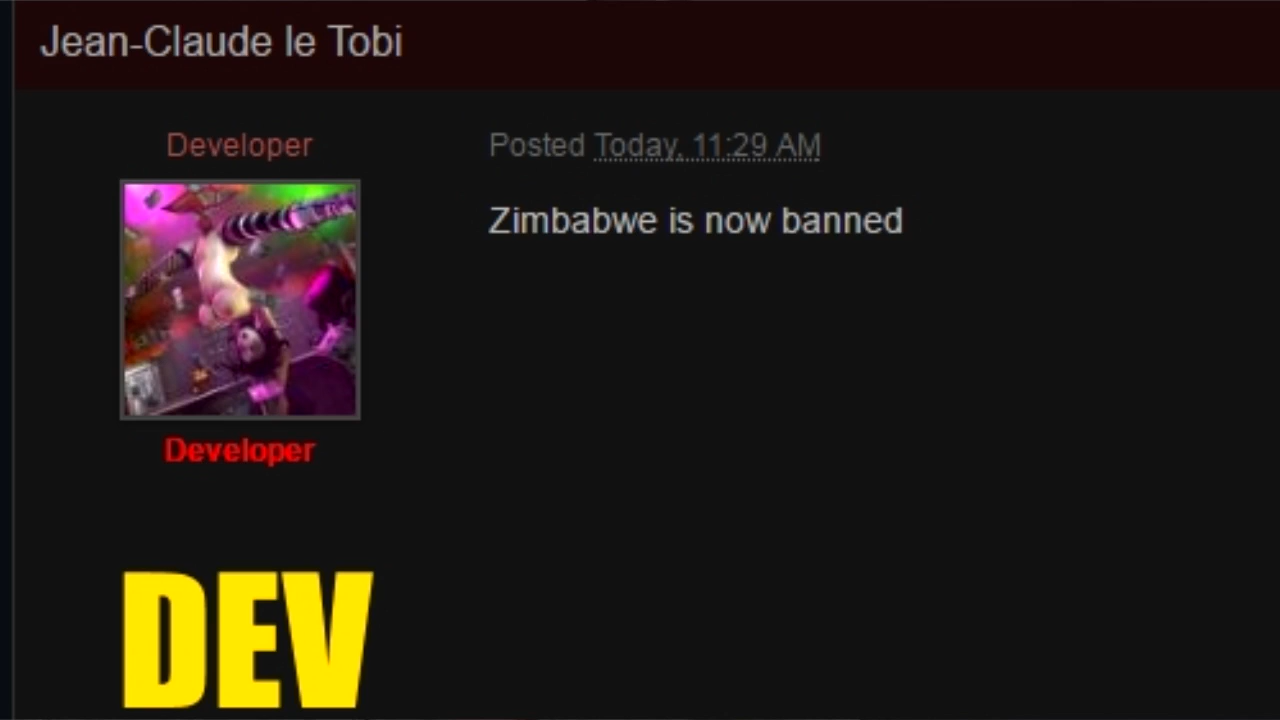 Jean-Claude le Tobi
Developer
Posted Today, 11:29 AM
Zimbabwe is now banned
Developer
DEV